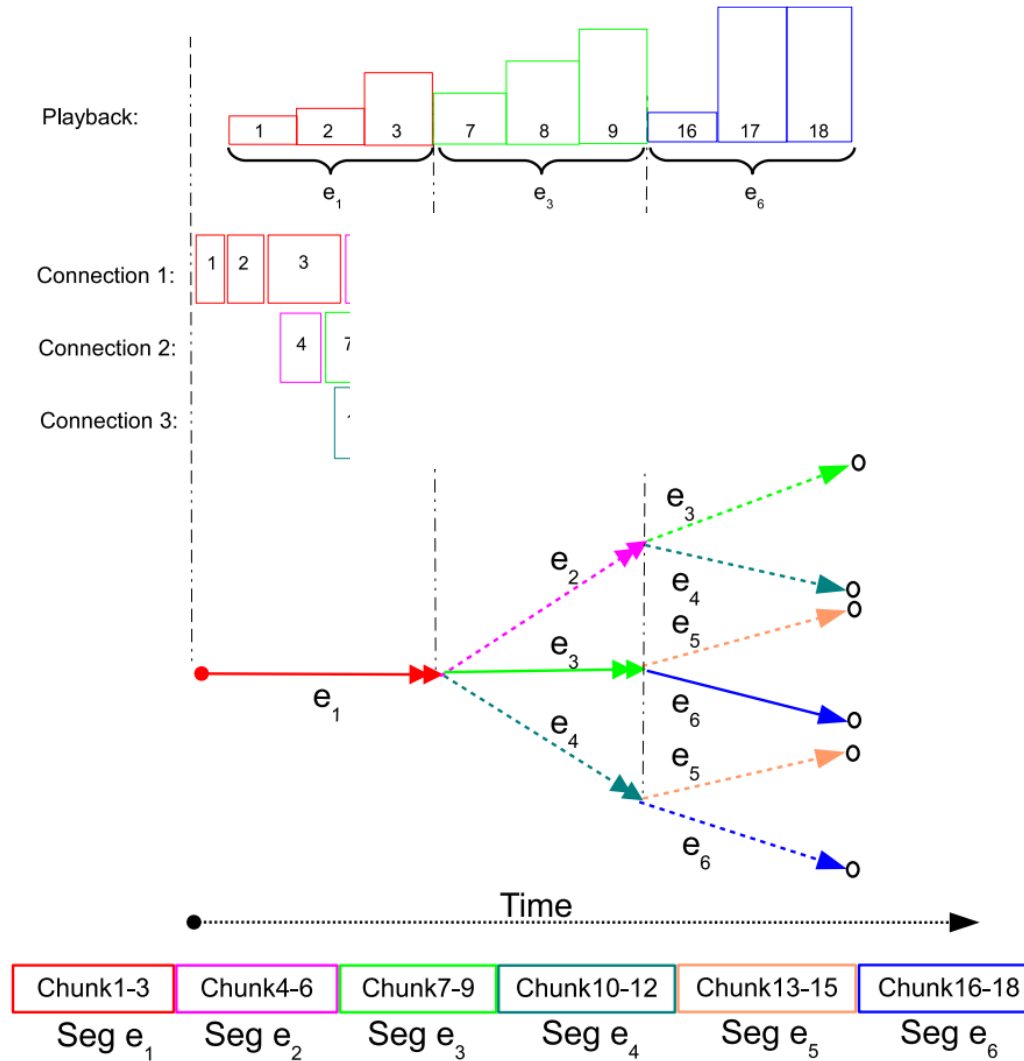 Playback:
1 2 3 7 8 9 16 17 18
e1 e3 e6
Connection 1: 1 2 3
Connection 2: 4 7
Connection 3:
e3
e2
e4
e5
e3
e1
e6
e4
e5
e6
Time
Chunk1-3 Chunk4-6 Chunk7-9 Chunk10-12 Chunk13-15 Chunk16-18
Seg e1 Seg e2 Seg e3 Seg e4 Seg e5 Seg e6